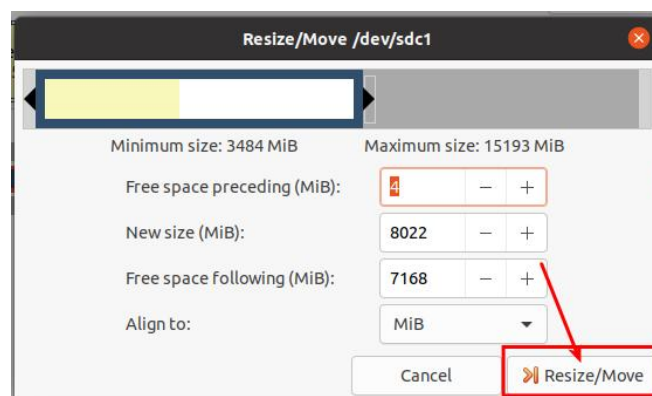 Resize/Move /dev/sdc1
Minimum size: 3484 MiB Maximum size: 15193 MiB
Free space preceding (MiB): 4 − +
New size (MiB): 8022 − +
Free space following (MiB): 7168 − +
Align to: MiB
Cancel Resize/Move